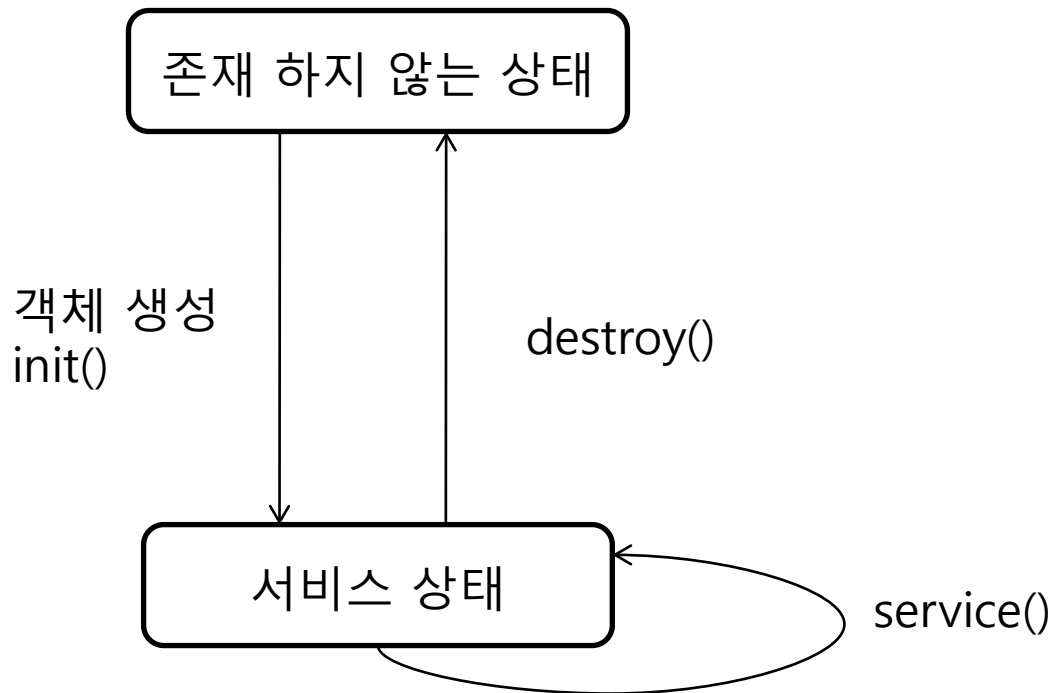 존재 하지 않는 상태
객체 생성
init()
destroy()
서비스 상태
service()